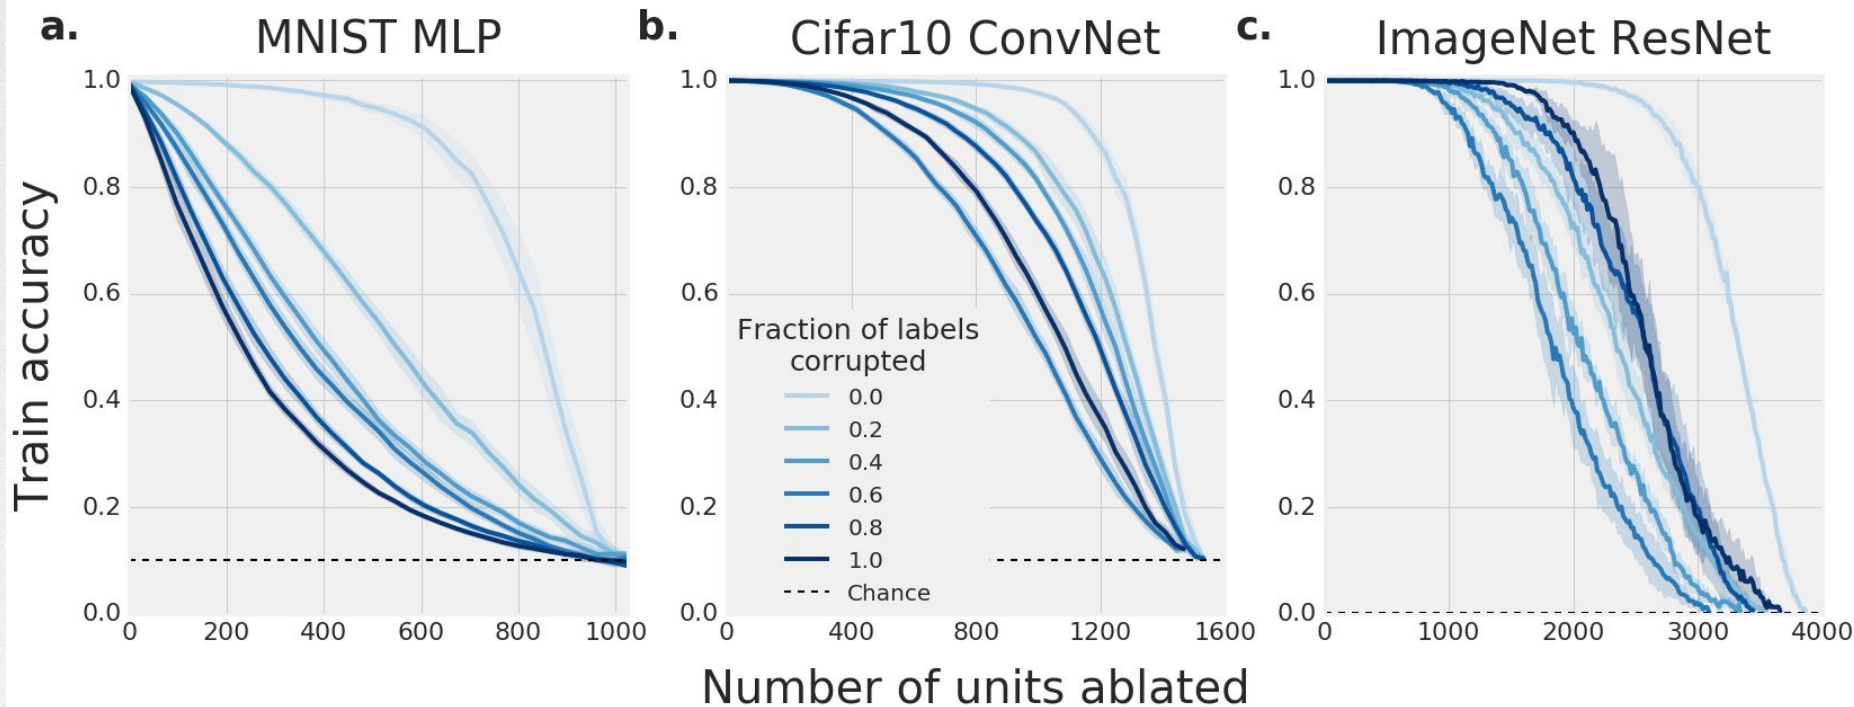 a. MNIST MLP
b. Cifar10 ConvNet
c. ImageNet ResNet
Train accuracy
1.0
0.8
0.6
0.4
0.2
0.0
0 200 400 600 800 1000
1.0
0.8
0.6
0.4
0.2
0.0
0 400 800 1200 1600
Fraction of labels
corrupted
0.0
0.2
0.4
0.6
0.8
1.0
Chance
1.0
0.8
0.6
0.4
0.2
0.0
0 1000 2000 3000 4000
Number of units ablated